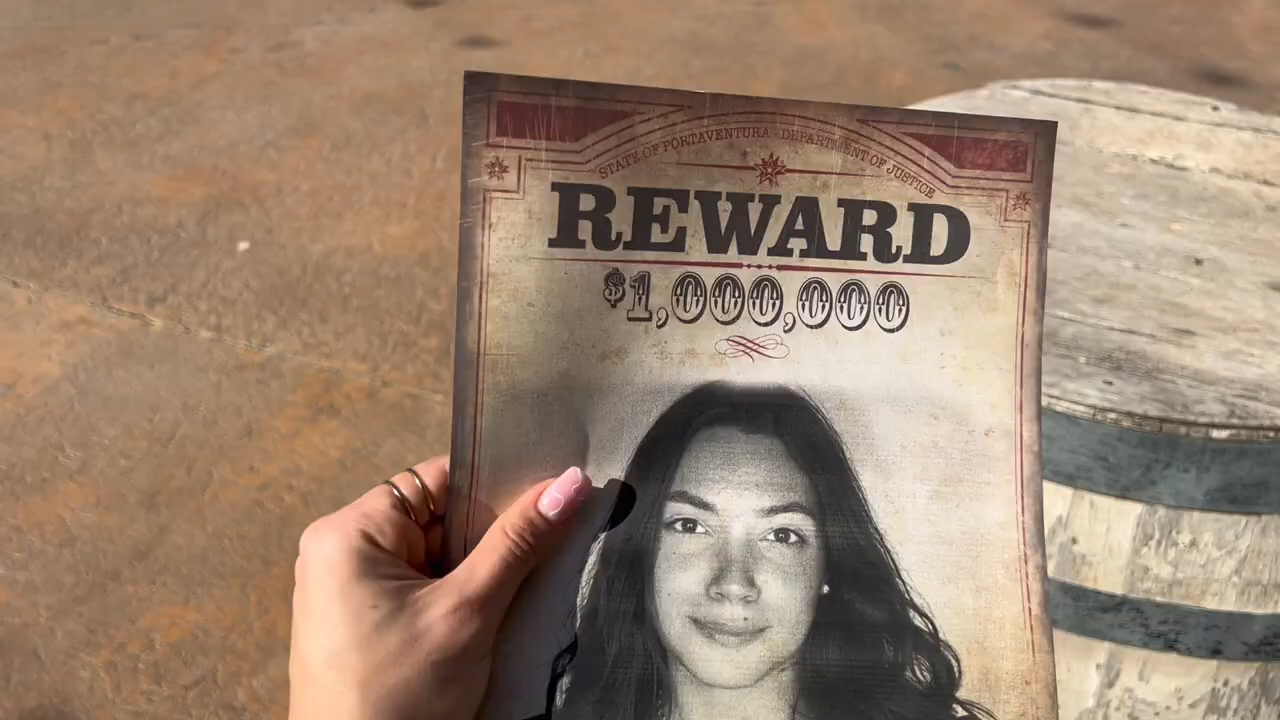 STATE OF PORTAVENTURA - DEPARTMENT OF JUSTICE
REWARD
$1,000,000